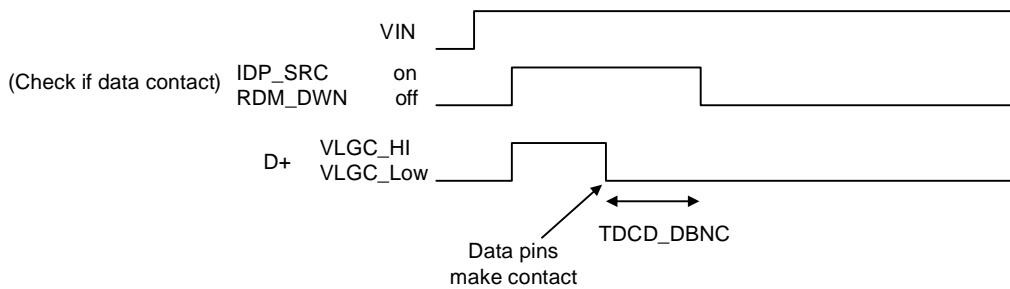 VIN
(Check if data contact) IDP_SRC on
RDM_DWN off
D+ VLGC_HI
VLGC_Low
TDCD_DBNC
Data pins
make contact